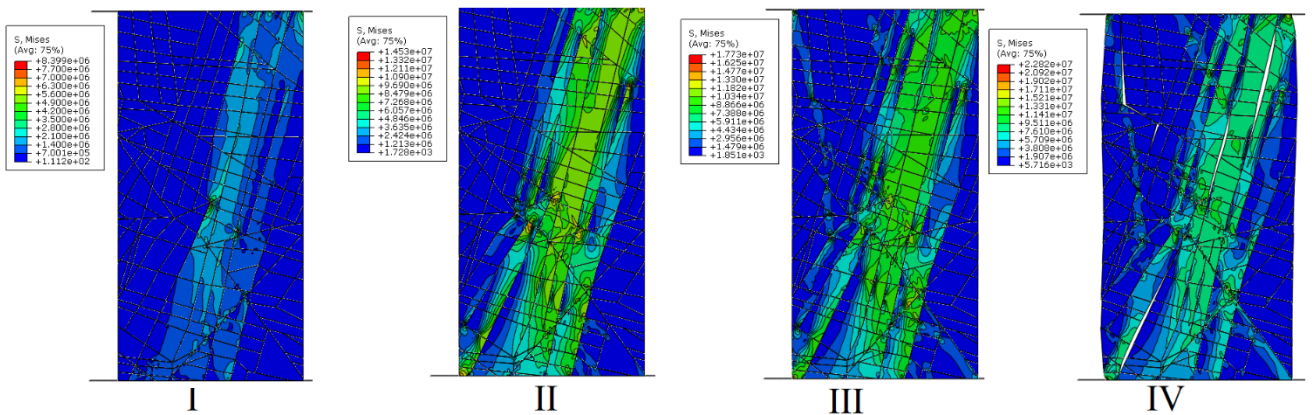 S, Mises
(Avg: 75%)
+8.399e+06
+7.700e+06
+7.000e+06
+6.300e+06
+5.600e+06
+4.900e+06
+4.200e+06
+3.500e+06
+2.800e+06
+2.100e+06
+1.400e+06
+7.001e+05
+1.112e+02
I
S, Mises
(Avg: 75%)
+1.453e+07
+1.332e+07
+1.211e+07
+1.090e+07
+9.690e+06
+8.479e+06
+7.268e+06
+6.057e+06
+4.846e+06
+3.635e+06
+2.424e+06
+1.213e+06
+1.728e+03
II
S, Mises
(Avg: 75%)
+1.773e+07
+1.625e+07
+1.477e+07
+1.330e+07
+1.182e+07
+1.034e+07
+8.866e+06
+7.388e+06
+5.911e+06
+4.434e+06
+2.956e+06
+1.479e+06
+1.851e+03
III
S, Mises
(Avg: 75%)
+2.282e+07
+2.092e+07
+1.902e+07
+1.711e+07
+1.521e+07
+1.331e+07
+1.141e+07
+9.511e+06
+7.610e+06
+5.709e+06
+3.808e+06
+1.907e+06
+5.716e+03
IV